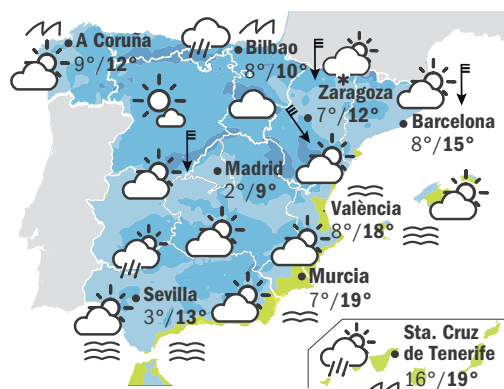 A Coruña
9°/12°
Bilbao
8°/10°
Zaragoza
7°/12°
Barcelona
8°/15°
Madrid
2°/9°
València
8°/18°
Murcia
7°/19°
Sevilla
3°/13°
Sta. Cruz
de Tenerife
16°/19°